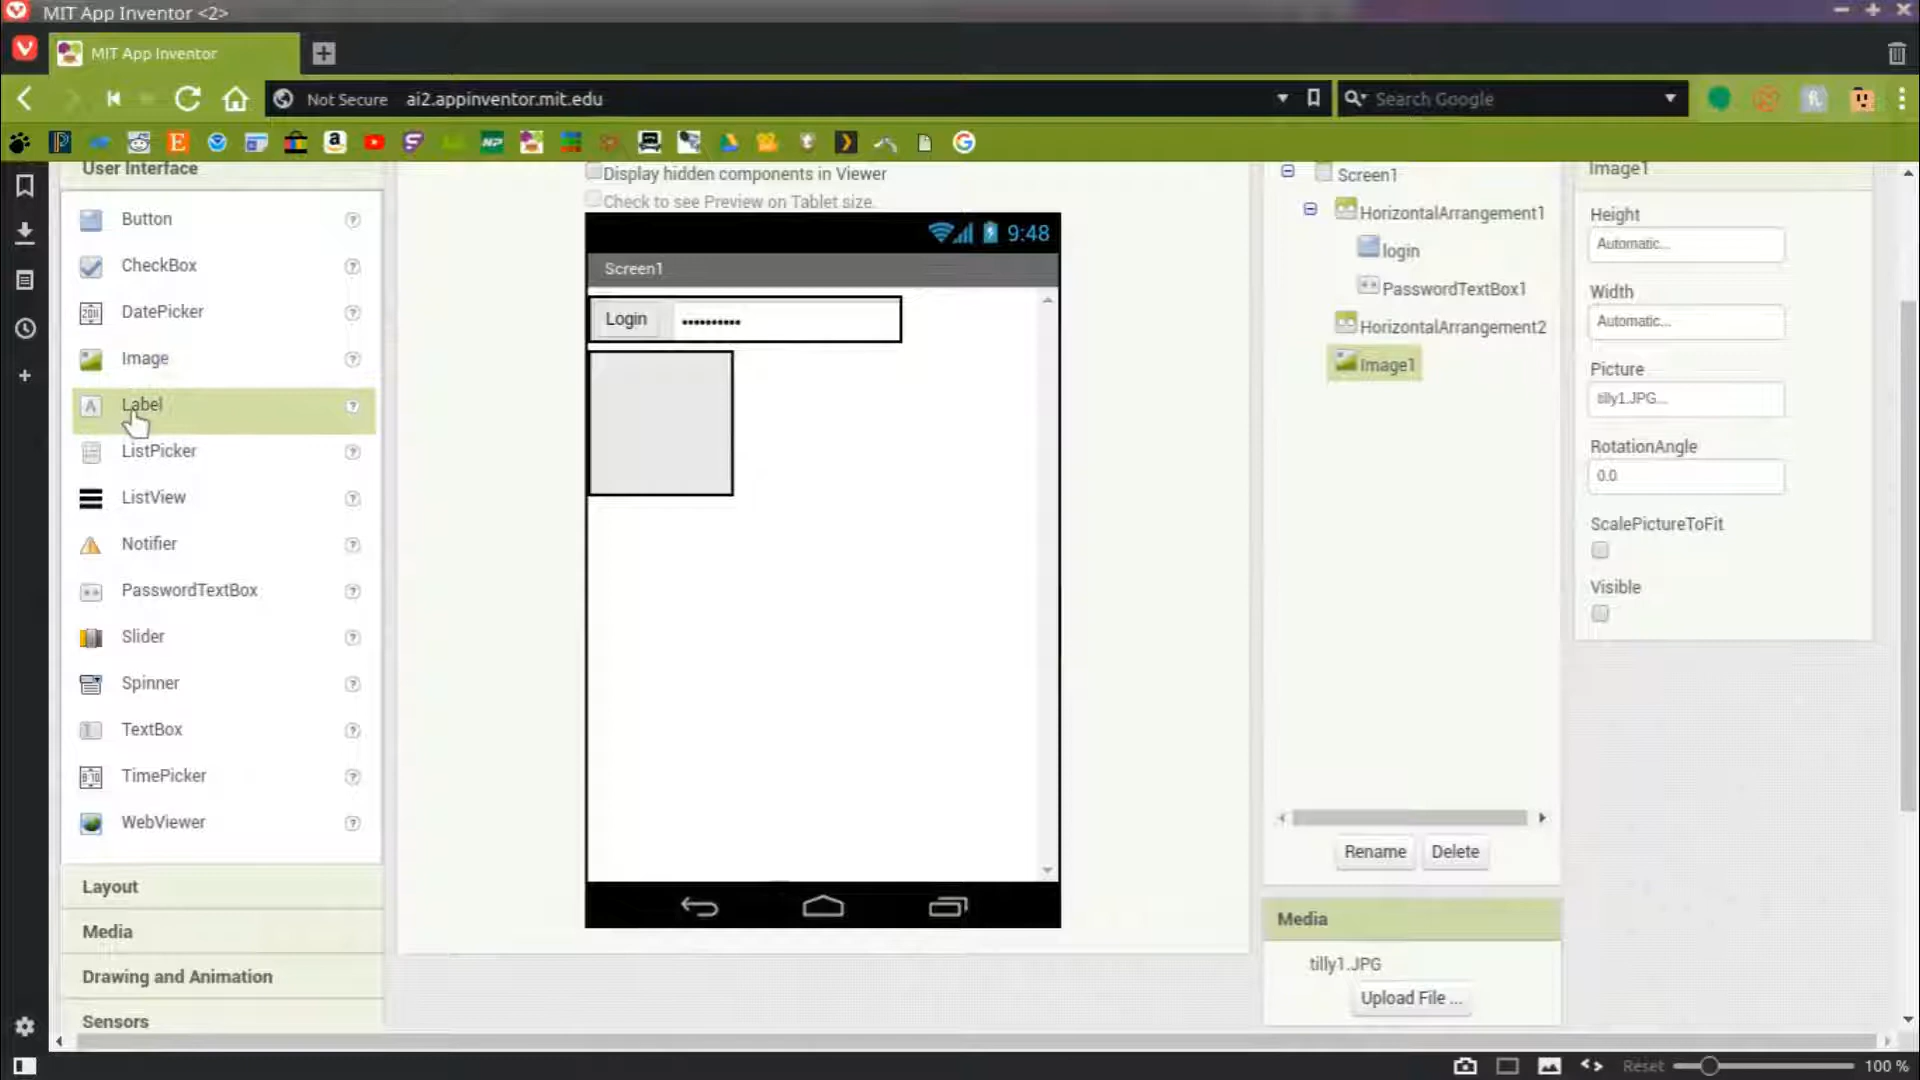 MIT App Inventor <2>
MIT App Inventor
Not Secure ai2.appinventor.mit.edu
Search Google
User Interface
Button
CheckBox
DatePicker
Image
Label
ListPicker
ListView
Notifier
PasswordTextBox
Slider
Spinner
TextBox
TimePicker
WebViewer
Layout
Media
Drawing and Animation
Sensors
Display hidden components in Viewer
Check to see Preview on Tablet size.
9:48
Screen1
Login ••••••••••
Screen1
HorizontalArrangement1
login
PasswordTextBox1
HorizontalArrangement2
Image1
Rename Delete
Media
tilly1.JPG
Upload File ...
Image1
Height
Automatic...
Width
Automatic...
Picture
tilly1.JPG...
RotationAngle
0.0
ScalePictureToFit
Visible
Reset 100 %